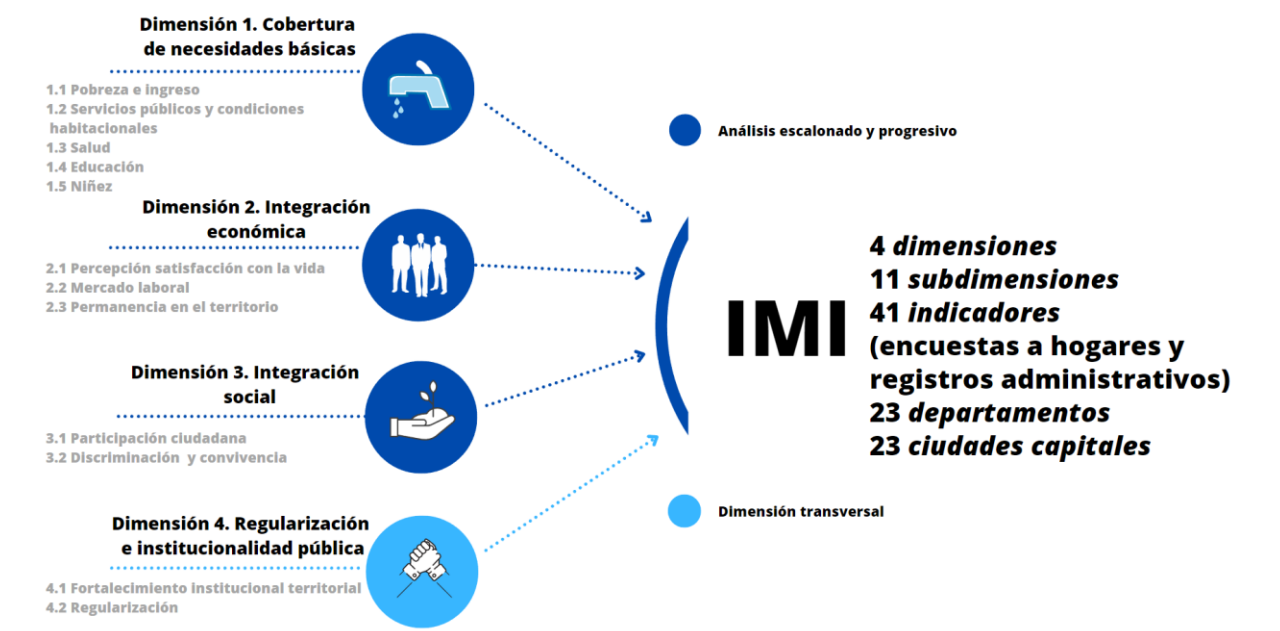 Dimensión 1. Cobertura
de necesidades básicas
1.1 Pobreza e ingreso
1.2 Servicios públicos y condiciones
habitacionales
1.3 Salud
1.4 Educación
1.5 Niñez
Dimensión 2. Integración
económica
2.1 Percepción satisfacción con la vida
2.2 Mercado laboral
2.3 Permanencia en el territorio
Dimensión 3. Integración
social
3.1 Participación ciudadana
3.2 Discriminación y convivencia
Dimensión 4. Regularización
e institucionalidad pública
4.1 Fortalecimiento institucional territorial
4.2 Regularización
Análisis escalonado y progresivo
IMI
4 dimensiones
11 subdimensiones
41 indicadores
(encuestas a hogares y
registros administrativos)
23 departamentos
23 ciudades capitales
Dimensión transversal